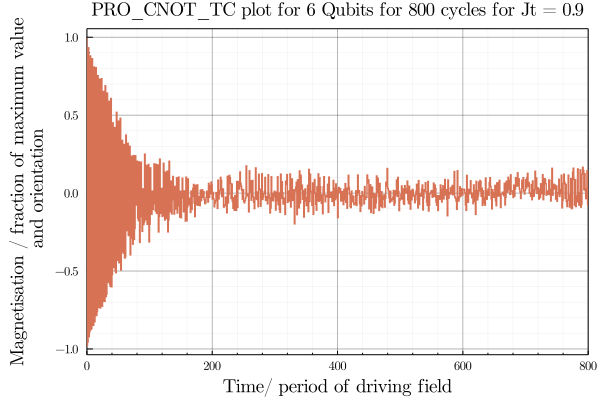 PRO_CNOT_TC plot for 6 Qubits for 800 cycles for Jt = 0.9
Magnetisation / fraction of maximum value
and orientation
1.0
0.5
0.0
−0.5
−1.0
0 200 400 600 800
Time/ period of driving field